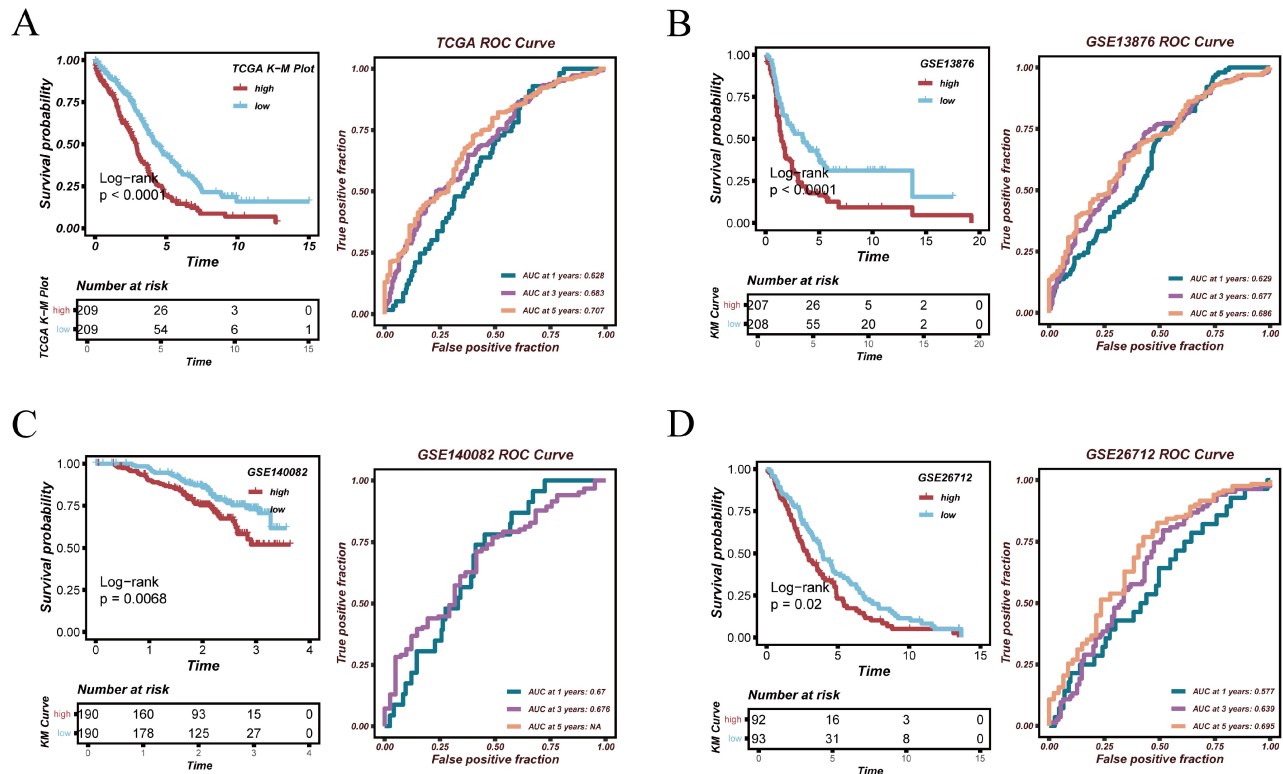 A
TCGA K-M Plot
high
low
Survival probability
1.00
0.75
0.50
0.25
0.00
Log-rank
p < 0.0001
0 5 10 15
Time
Number at risk
TCGA K-M Plot
high 209 26 3 0
low 209 54 6 1
0 5 10 15
Time
TCGA ROC Curve
True positive fraction
1.00
0.75
0.50
0.25
0.00
AUC at 1 years: 0.628
AUC at 3 years: 0.683
AUC at 5 years: 0.707
0.00 0.25 0.50 0.75 1.00
False positive fraction
B
GSE13876
high
low
Survival probability
1.00
0.75
0.50
0.25
0.00
Log-rank
p < 0.0001
0 5 10 15 20
Time
Number at risk
KM Curve
high 207 26 5 2 0
low 208 55 20 2 0
0 5 10 15 20
Time
GSE13876 ROC Curve
True positive fraction
1.00
0.75
0.50
0.25
0.00
AUC at 1 years: 0.629
AUC at 3 years: 0.677
AUC at 5 years: 0.686
0.00 0.25 0.50 0.75 1.00
False positive fraction
C
GSE140082
high
low
Survival probability
1.00
0.75
0.50
0.25
0.00
Log-rank
p = 0.0068
0 1 2 3 4
Time
Number at risk
KM Curve
high 190 160 93 15 0
low 190 178 125 27 0
0 1 2 3 4
Time
GSE140082 ROC Curve
True positive fraction
1.00
0.75
0.50
0.25
0.00
AUC at 1 years: 0.67
AUC at 3 years: 0.676
AUC at 5 years: NA
0.00 0.25 0.50 0.75 1.00
False positive fraction
D
GSE26712
high
low
Survival probability
1.00
0.75
0.50
0.25
0.00
Log-rank
p = 0.02
0 5 10 15
Time
Number at risk
KM Curve
high 92 16 3 0
low 93 31 8 0
0 5 10 15
Time
GSE26712 ROC Curve
True positive fraction
1.00
0.75
0.50
0.25
0.00
AUC at 1 years: 0.577
AUC at 3 years: 0.639
AUC at 5 years: 0.695
0.00 0.25 0.50 0.75 1.00
False positive fraction